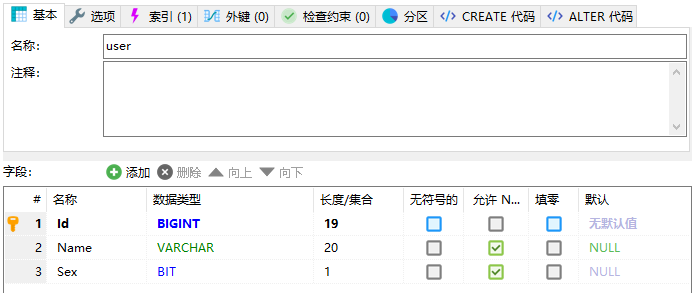 基本 选项 索引 (1) 外键 (0) 检查约束 (0) 分区 CREATE 代码 ALTER 代码
名称: user
注释:
字段: 添加 删除 向上 向下
# 名称 数据类型 长度/集合 无符号的 允许 N... 填零 默认
1 Id BIGINT 19 无默认值
2 Name VARCHAR 20 NULL
3 Sex BIT 1 NULL